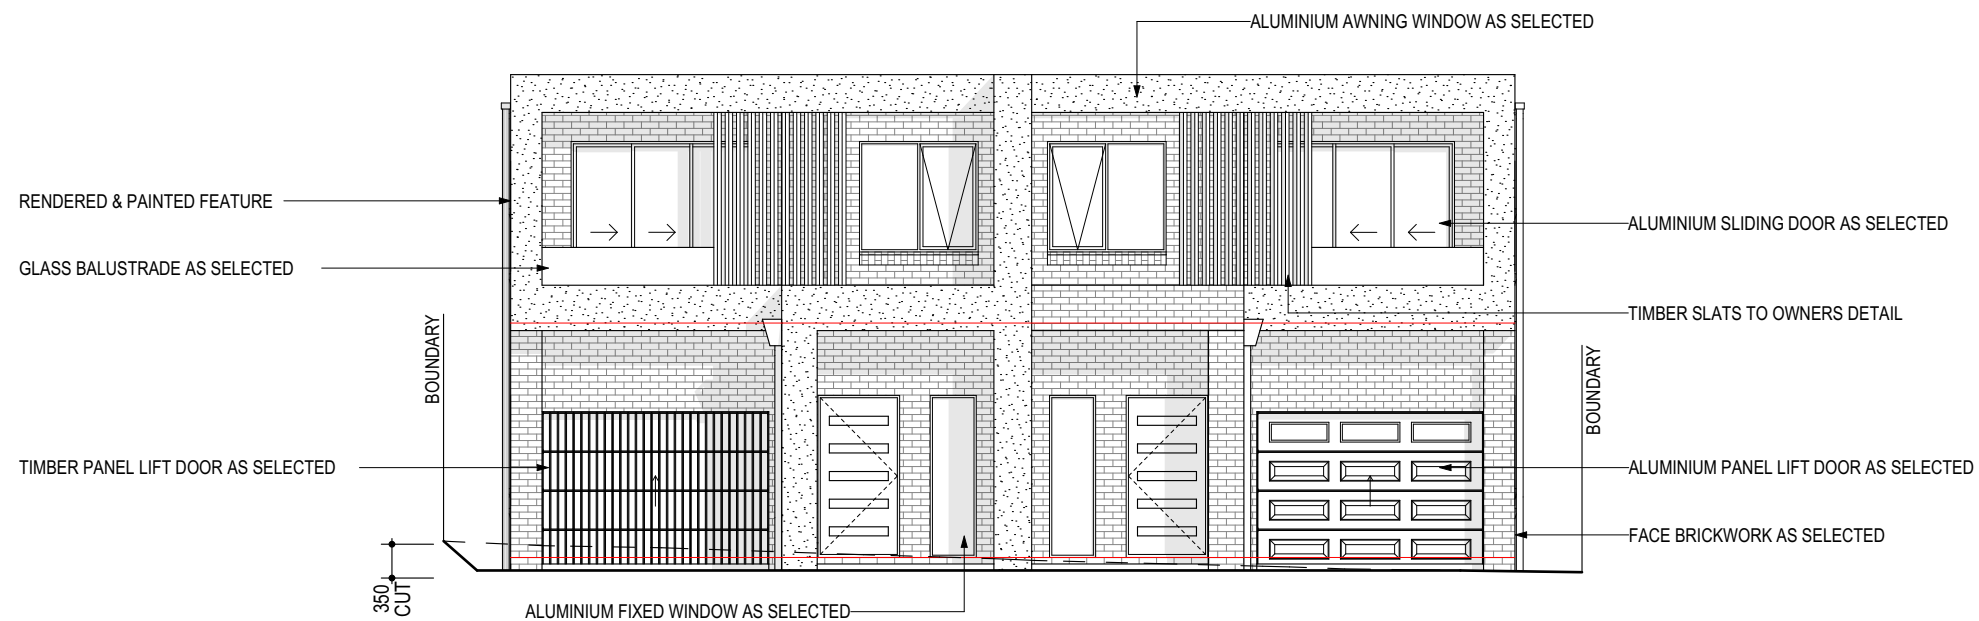 ALUMINIUM AWNING WINDOW AS SELECTED
RENDERED & PAINTED FEATURE
ALUMINIUM SLIDING DOOR AS SELECTED
GLASS BALUSTRADE AS SELECTED
TIMBER SLATS TO OWNERS DETAIL
BOUNDARY
BOUNDARY
TIMBER PANEL LIFT DOOR AS SELECTED
ALUMINIUM PANEL LIFT DOOR AS SELECTED
FACE BRICKWORK AS SELECTED
350
CUT
ALUMINIUM FIXED WINDOW AS SELECTED